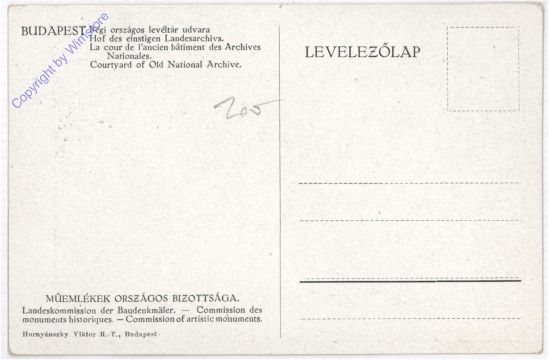 BUDAPEST Régi országos levéltár udvara
Hof des einstigen Landesarchivs.
La cour de l'ancien bâtiment des Archives
Nationales.
Courtyard of Old National Archive.
Copyright by Winstore
200
LEVELEZŐLAP
MŰEMLÉKEK ORSZÁGOS BIZOTTSÁGA.
Landeskommission der Baudenkmäler. — Commission des
monuments historiques. — Commission of artistic monuments.
Hornyánszky Viktor R.-T., Budapest